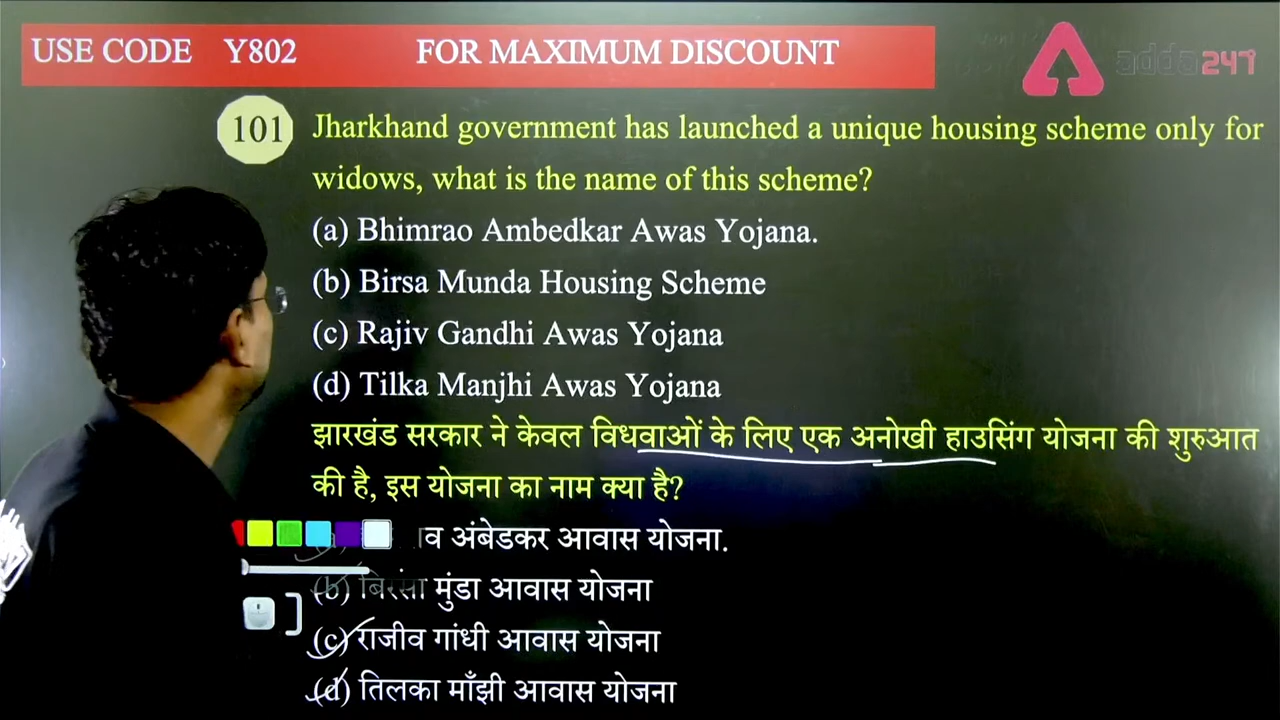 USE CODE Y802 FOR MAXIMUM DISCOUNT
adda247
101 Jharkhand government has launched a unique housing scheme only for
widows, what is the name of this scheme?
(a) Bhimrao Ambedkar Awas Yojana.
(b) Birsa Munda Housing Scheme
(c) Rajiv Gandhi Awas Yojana
(d) Tilka Manjhi Awas Yojana
झारखंड सरकार ने केवल विधवाओं के लिए एक अनोखी हाउसिंग योजना की शुरुआत
की है, इस योजना का नाम क्या है?
अंबेडकर आवास योजना.
(b) बिरसा मुंडा आवास योजना
(c) राजीव गांधी आवास योजना
(d) तिलका माँझी आवास योजना